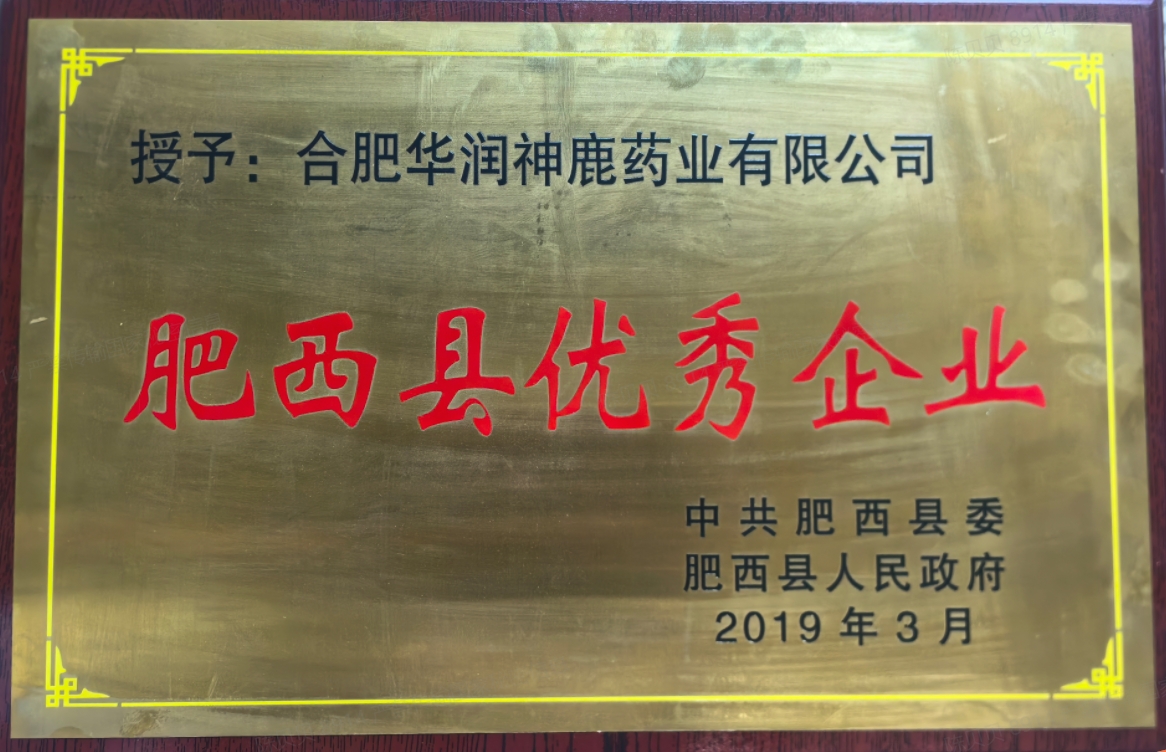 授予：合肥华润神鹿药业有限公司
肥西县优秀企业
中共肥西县委
肥西县人民政府
2019年3月